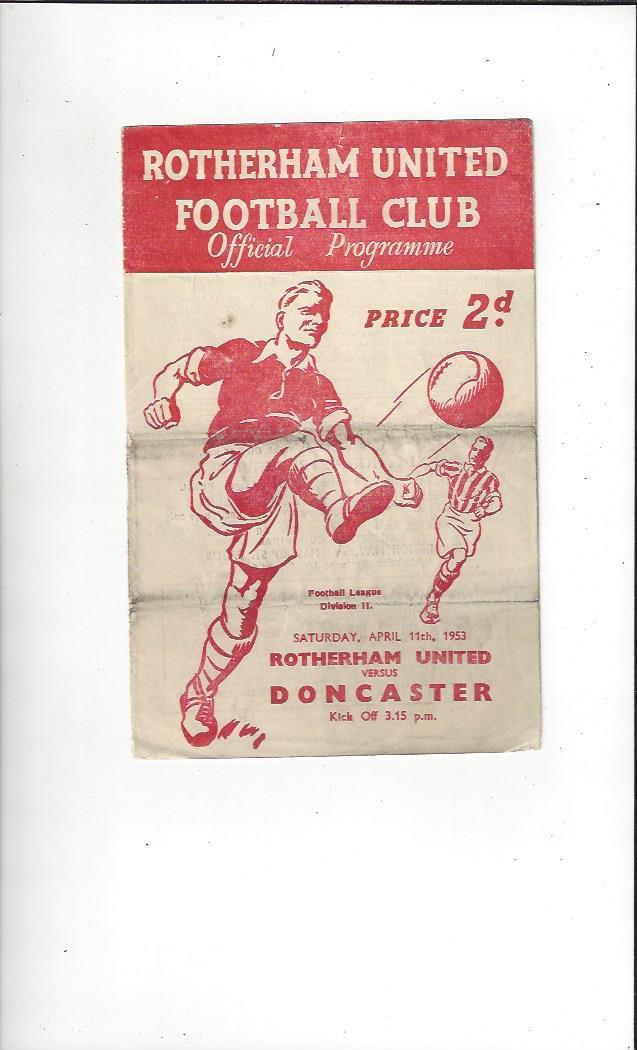 ROTHERHAM UNITED
FOOTBALL CLUB
Official Programme
PRICE 2d.
Football League
Division II.
SATURDAY, APRIL 11th, 1953
ROTHERHAM UNITED
VERSUS
DONCASTER
Kick Off 3.15 p.m.